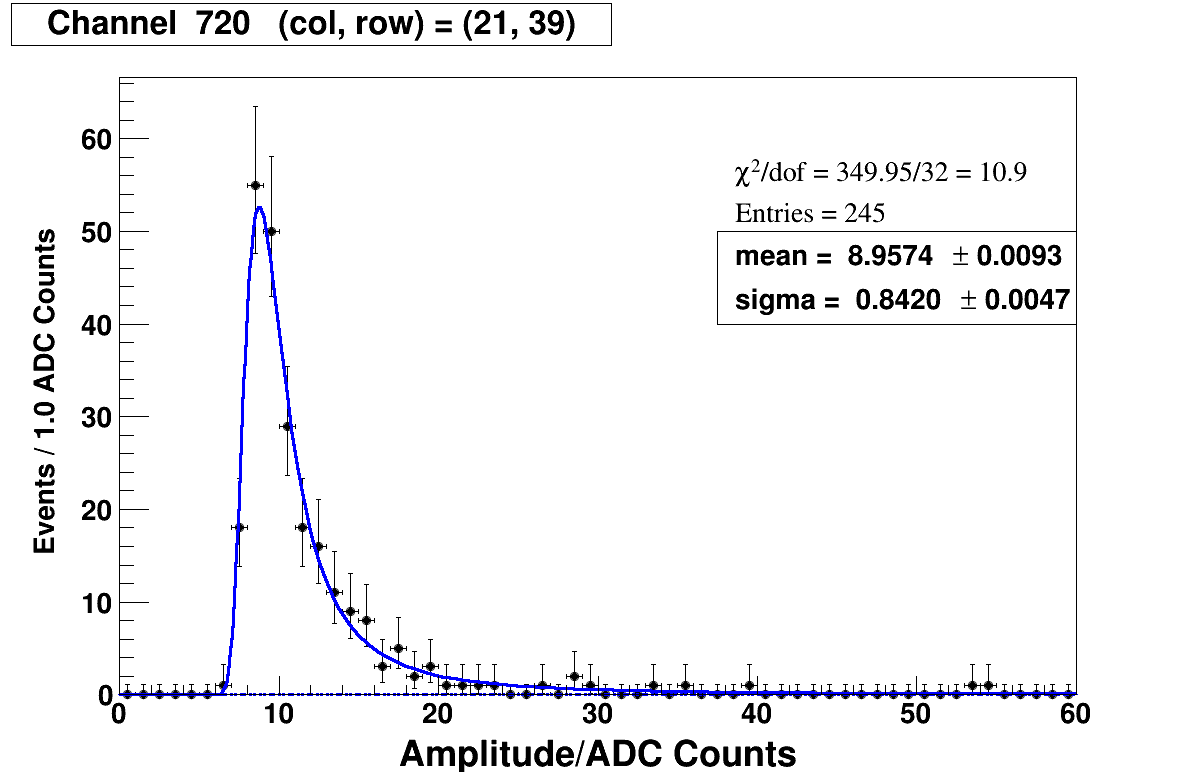 Channel 720 (col, row) = (21, 39)
χ²/dof = 349.95/32 = 10.9
Entries = 245
mean = 8.9574 ± 0.0093
sigma = 0.8420 ± 0.0047
Events / 1.0 ADC Counts
60
50
40
30
20
10
0
0 10 20 30 40 50 60
Amplitude/ADC Counts